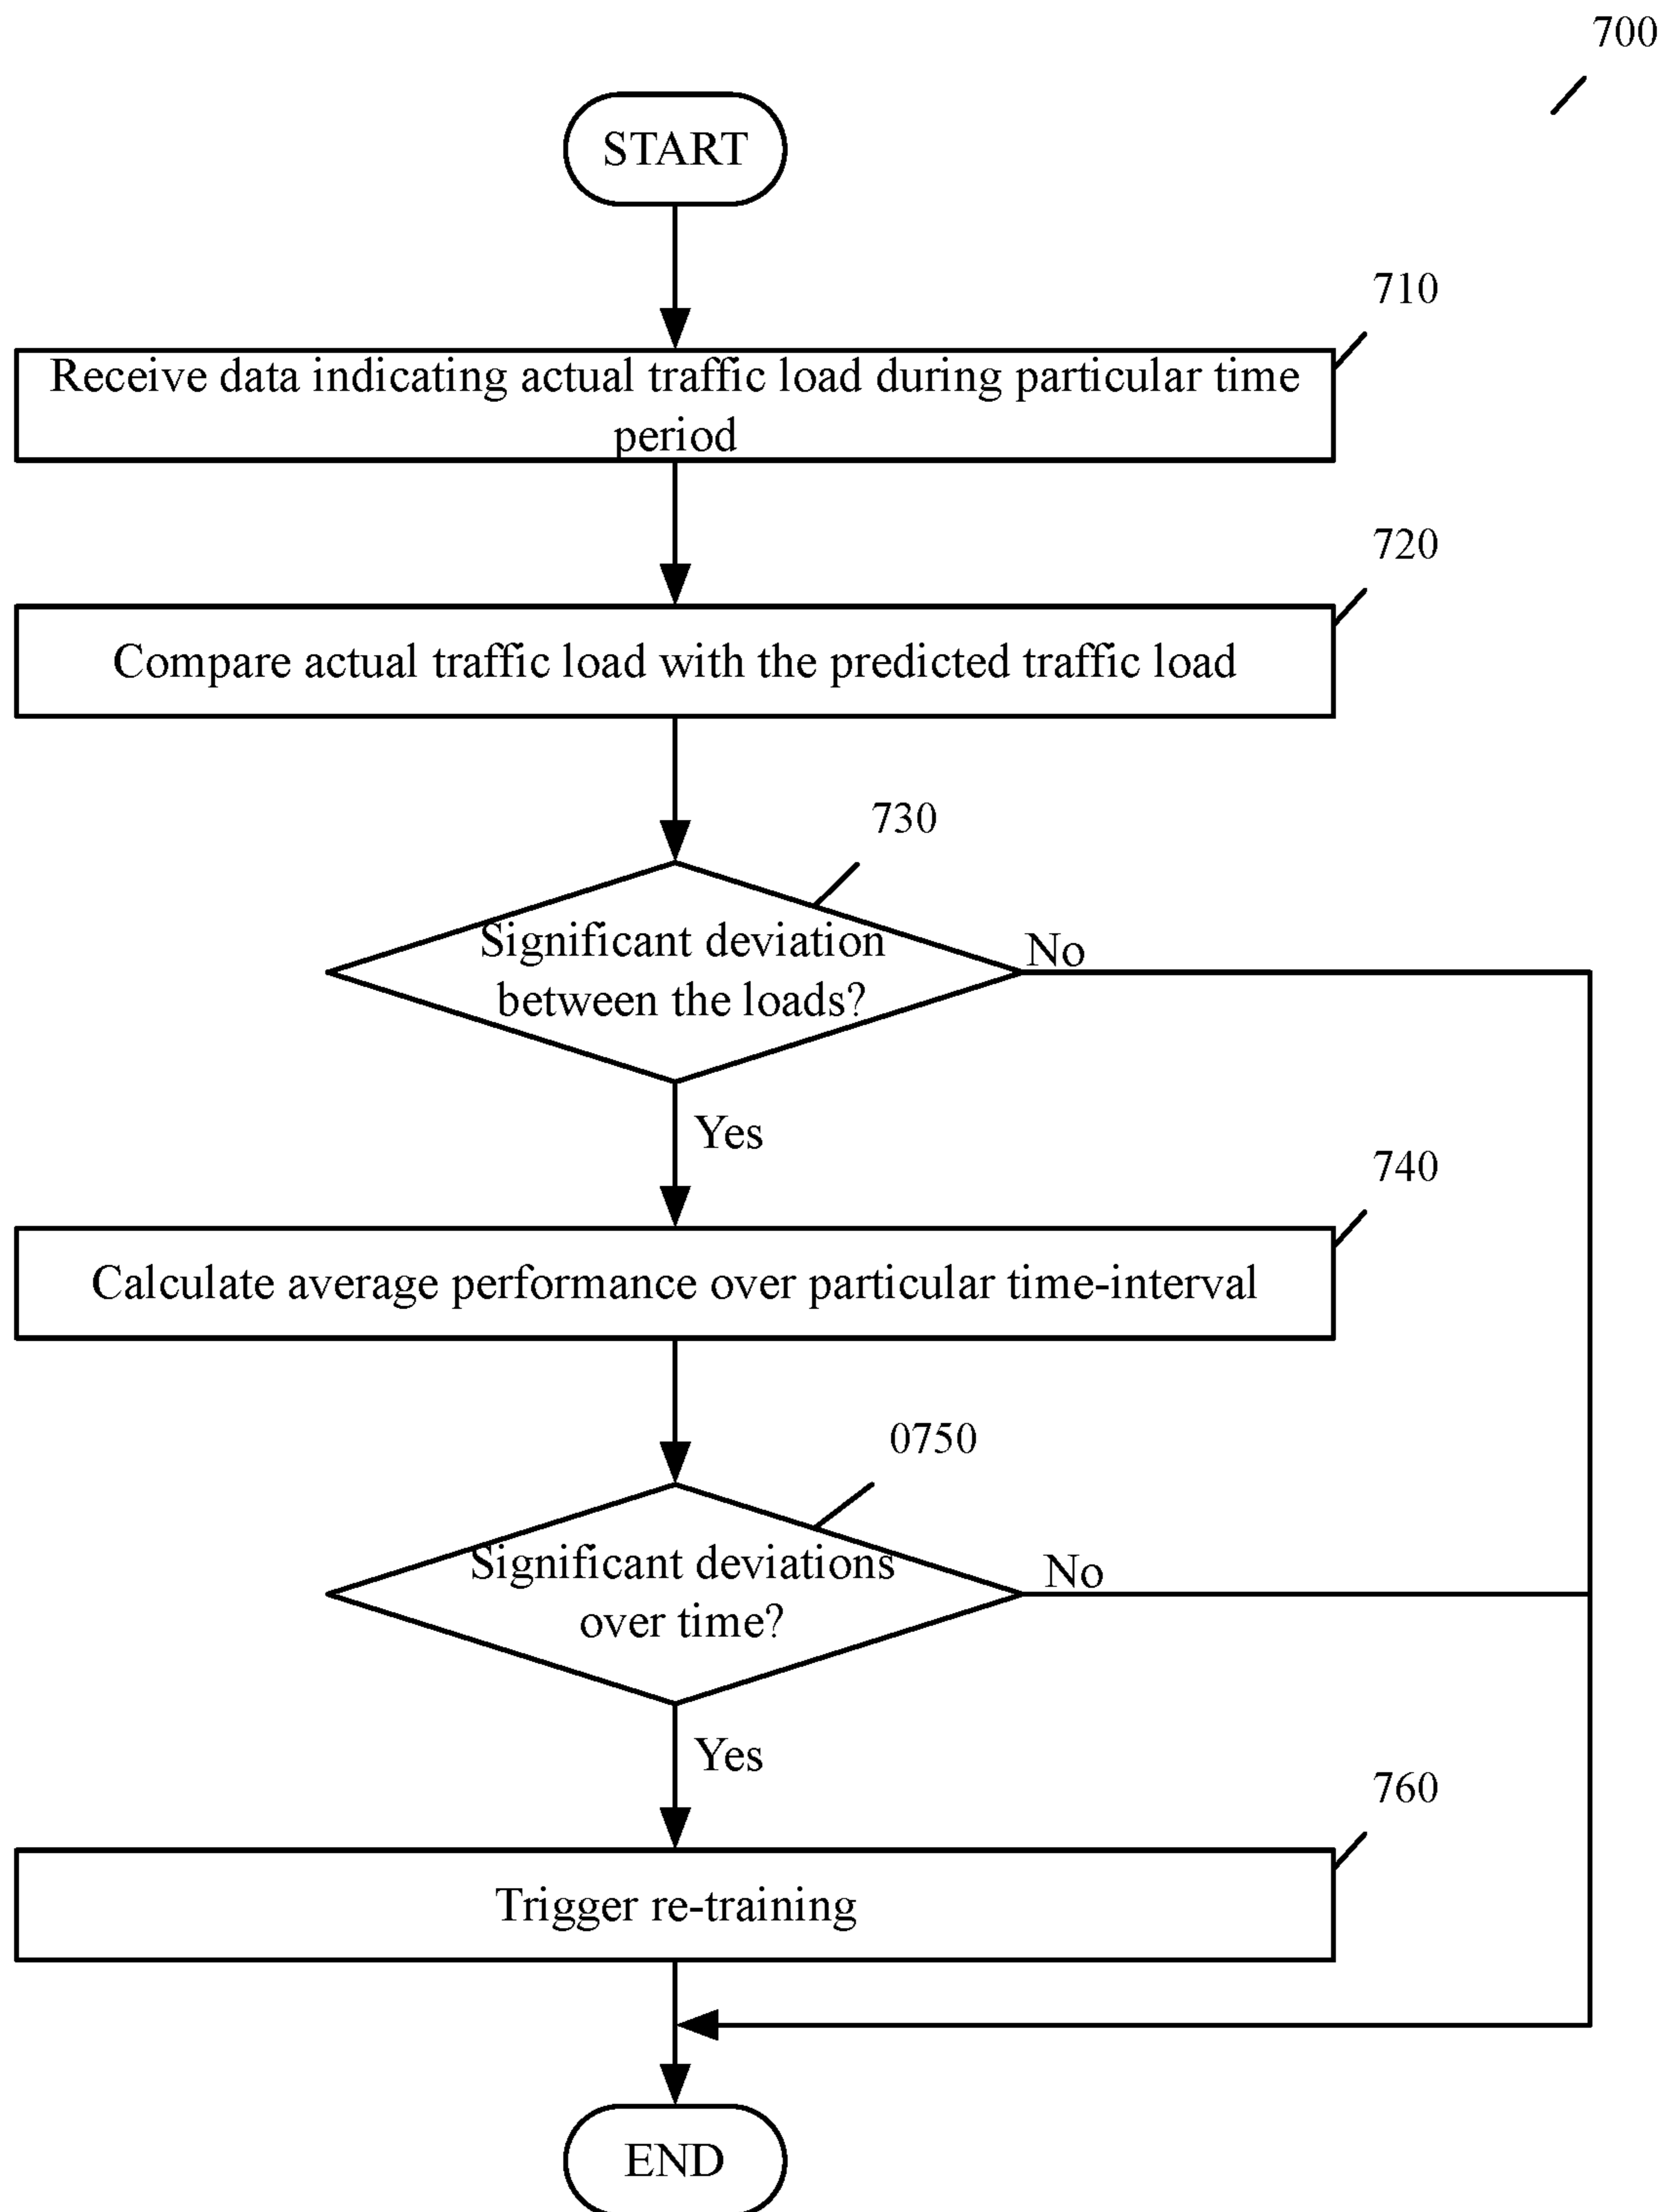 700
START
710
Receive data indicating actual traffic load during particular time
period
720
Compare actual traffic load with the predicted traffic load
730
Significant deviation
between the loads?
No
Yes
740
Calculate average performance over particular time-interval
0750
Significant deviations
over time?
No
Yes
760
Trigger re-training
END